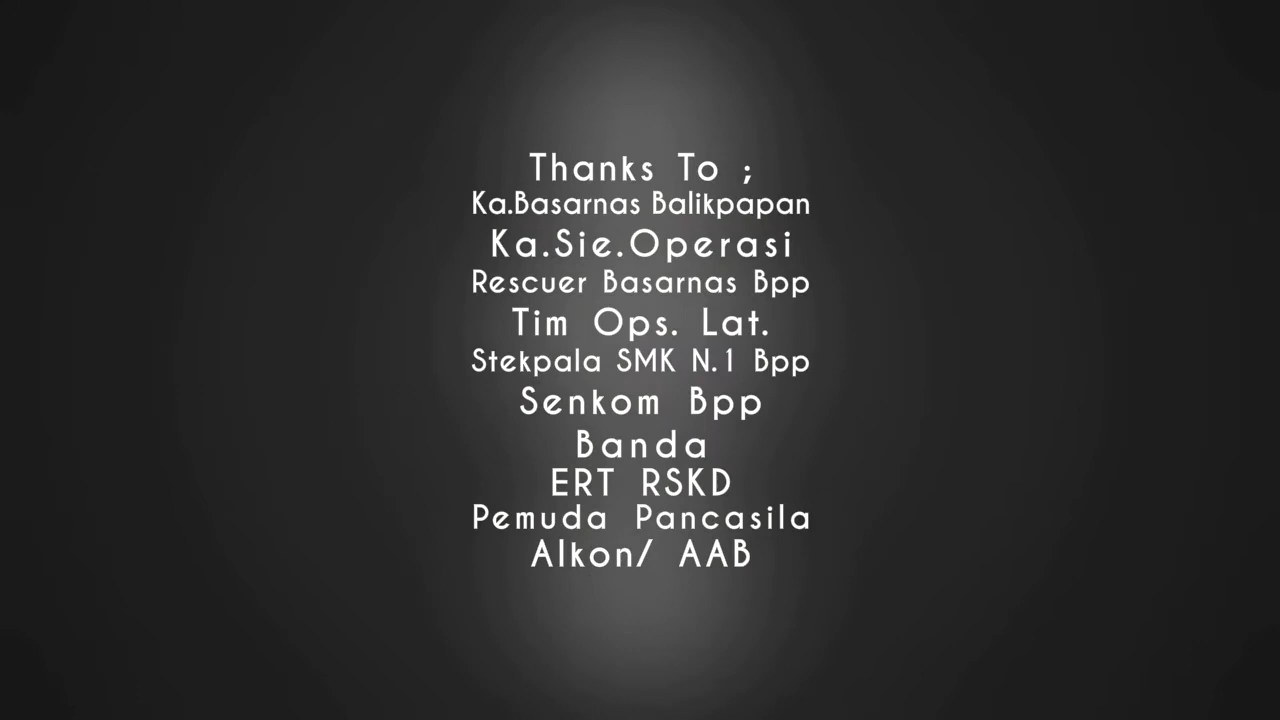 Thanks To ;
Ka.Basarnas Balikpapan
Ka.Sie.Operasi
Rescuer Basarnas Bpp
Tim Ops. Lat.
Stekpala SMK N.1 Bpp
Senkom Bpp
Banda
ERT RSKD
Pemuda Pancasila
Alkon/ AAB